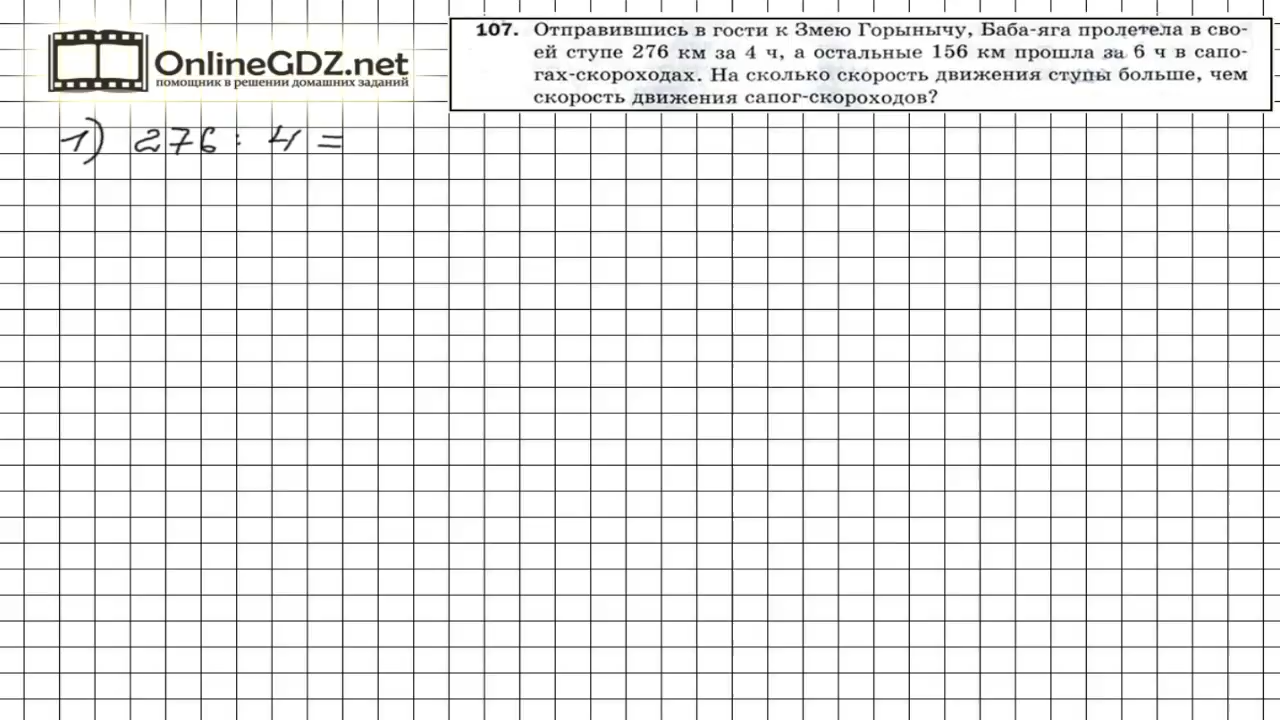 OnlineGDZ.net
помощник в решении домашних заданий
107. Отправившись в гости к Змею Горынычу, Баба-яга пролетела в сво-
ей ступе 276 км за 4 ч, а остальные 156 км прошла за 6 ч в сапо-
гах-скороходах. На сколько скорость движения ступы больше, чем
скорость движения сапог-скороходов?
1) 276 : 4 =